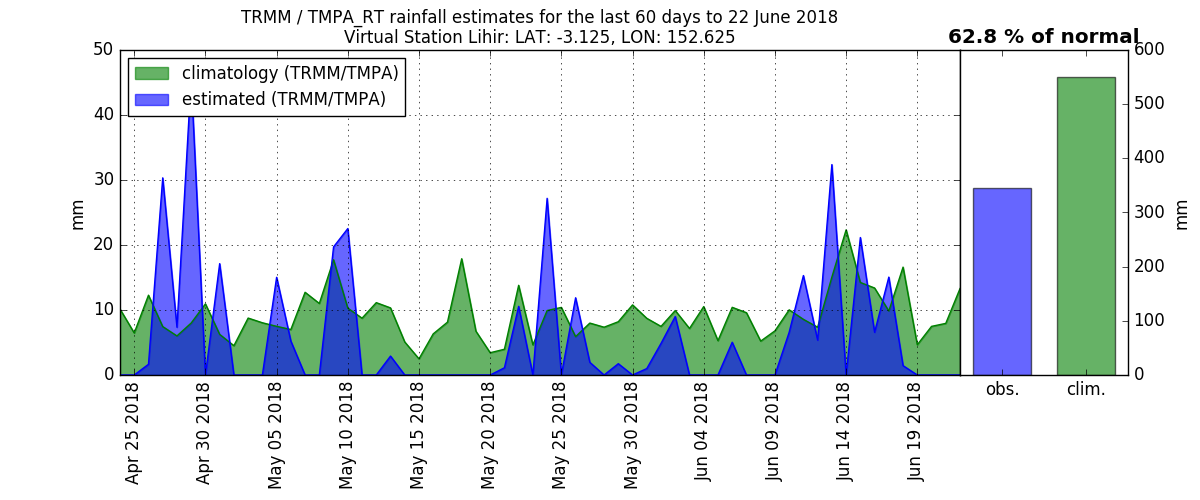 TRMM / TMPA_RT rainfall estimates for the last 60 days to 22 June 2018
Virtual Station Lihir: LAT: -3.125, LON: 152.625
62.8 % of normal
climatology (TRMM/TMPA)
estimated (TRMM/TMPA)
mm
50
40
30
20
10
0
Apr 25 2018
Apr 30 2018
May 05 2018
May 10 2018
May 15 2018
May 20 2018
May 25 2018
May 30 2018
Jun 04 2018
Jun 09 2018
Jun 14 2018
Jun 19 2018
obs.
clim.
600
500
400
300
200
100
0
mm